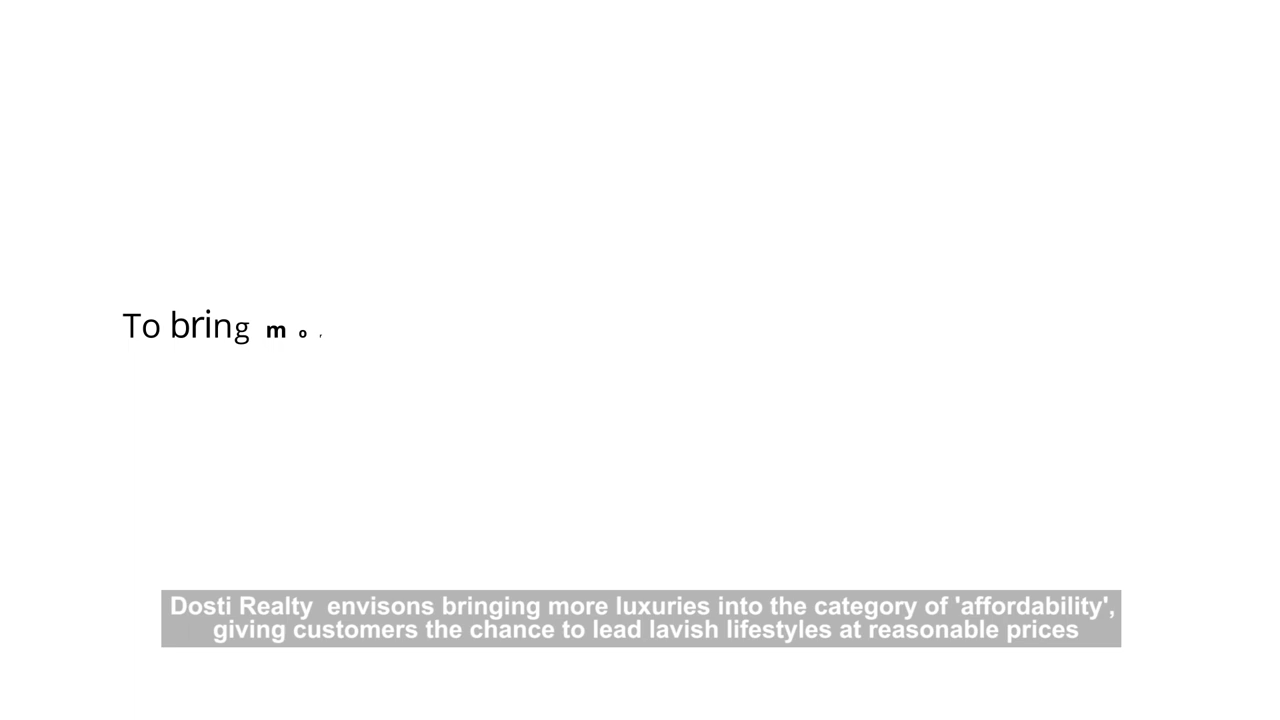 To bring mo
Dosti Realty  envisons bringing more luxuries into the category of 'affordability',
giving customers the chance to lead lavish lifestyles at reasonable prices